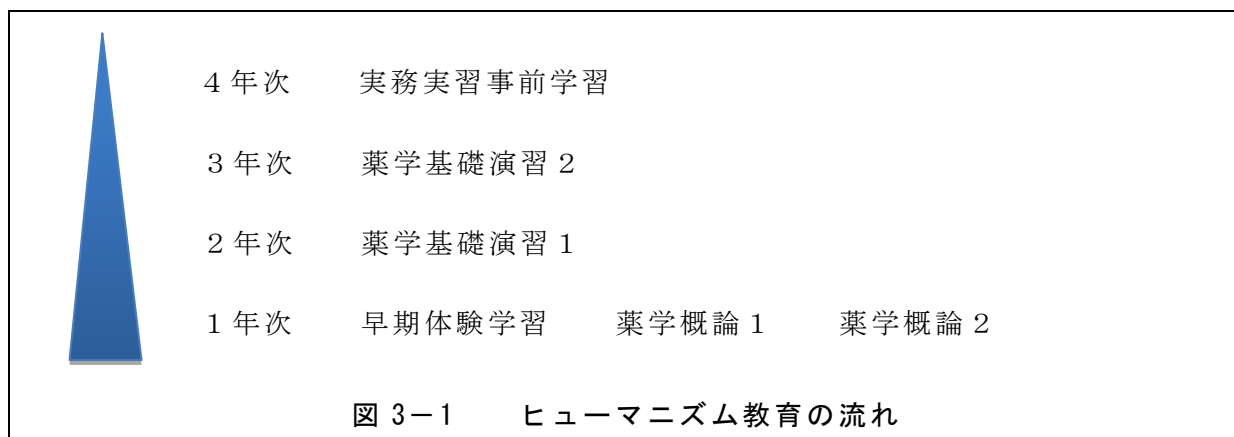 ４年次 実務実習事前学習
３年次 薬学基礎演習２
２年次 薬学基礎演習１
１年次 早期体験学習 薬学概論１ 薬学概論２
図 3－1 ヒューマニズム教育の流れ